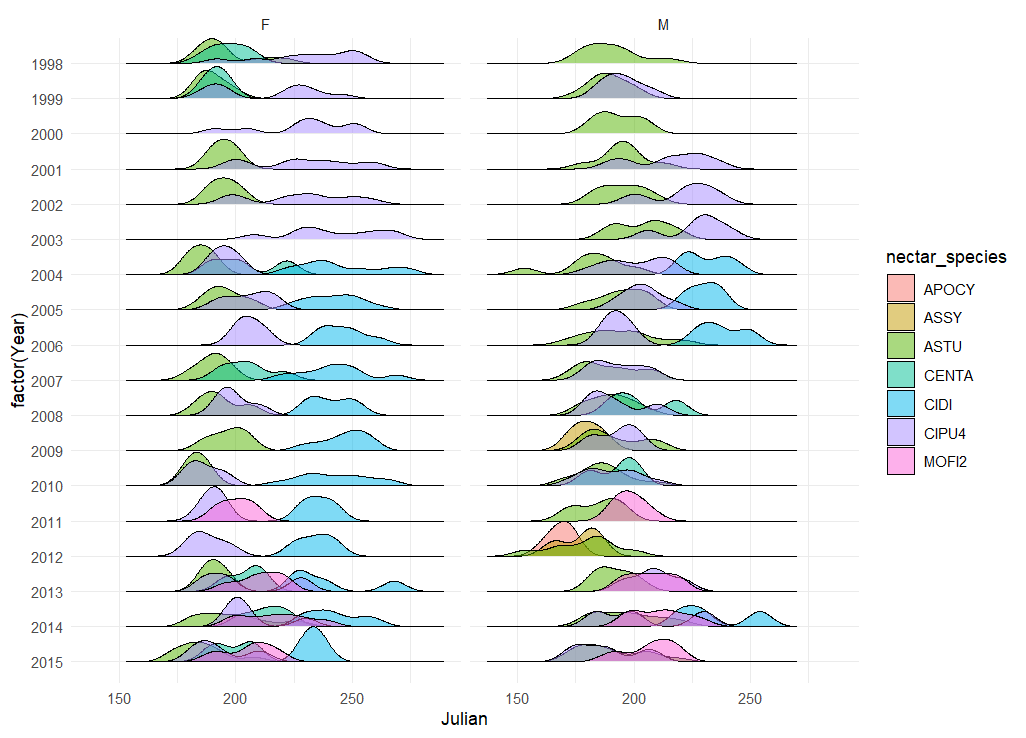 F M
1998
1999
2000
2001
2002
2003
2004
2005
2006
2007
2008
2009
2010
2011
2012
2013
2014
2015
factor(Year)
150 200 250 150 200 250
Julian
nectar_species
APOCY
ASSY
ASTU
CENTA
CIDI
CIPU4
MOFI2